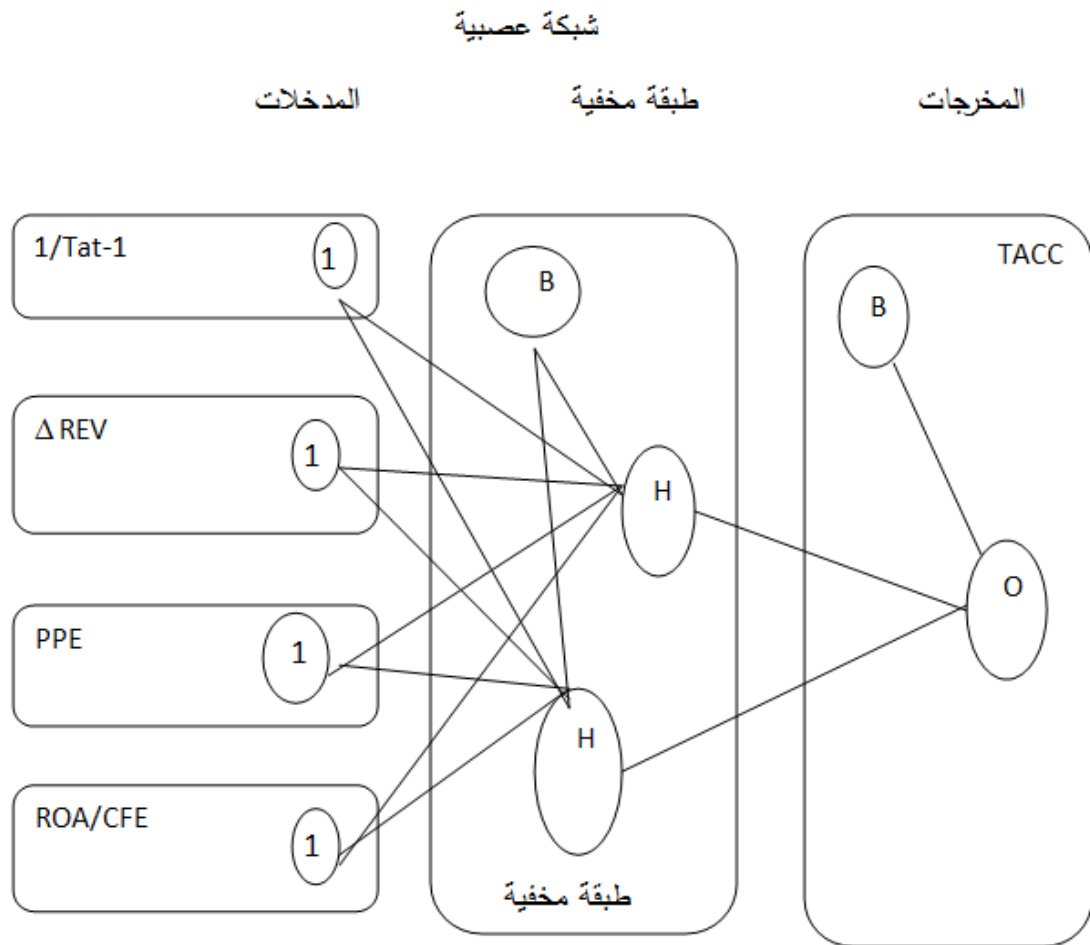 شبكة عصبية
المدخلات
طبقة مخفية
المخرجات
1/Tat-1
1
B
TACC
B
Δ REV
1
H
PPE
1
O
H
ROA/CFE
1
طبقة مخفية